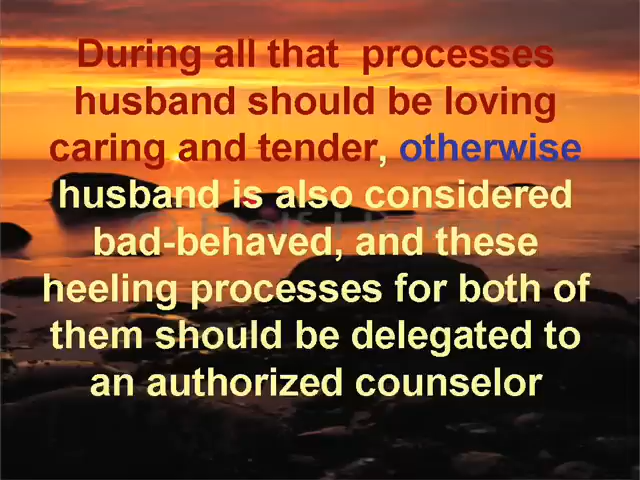 During all that processes
husband should be loving
caring and tender, otherwise
husband is also considered
bad-behaved, and these
heeling processes for both of
them should be delegated to
an authorized counselor